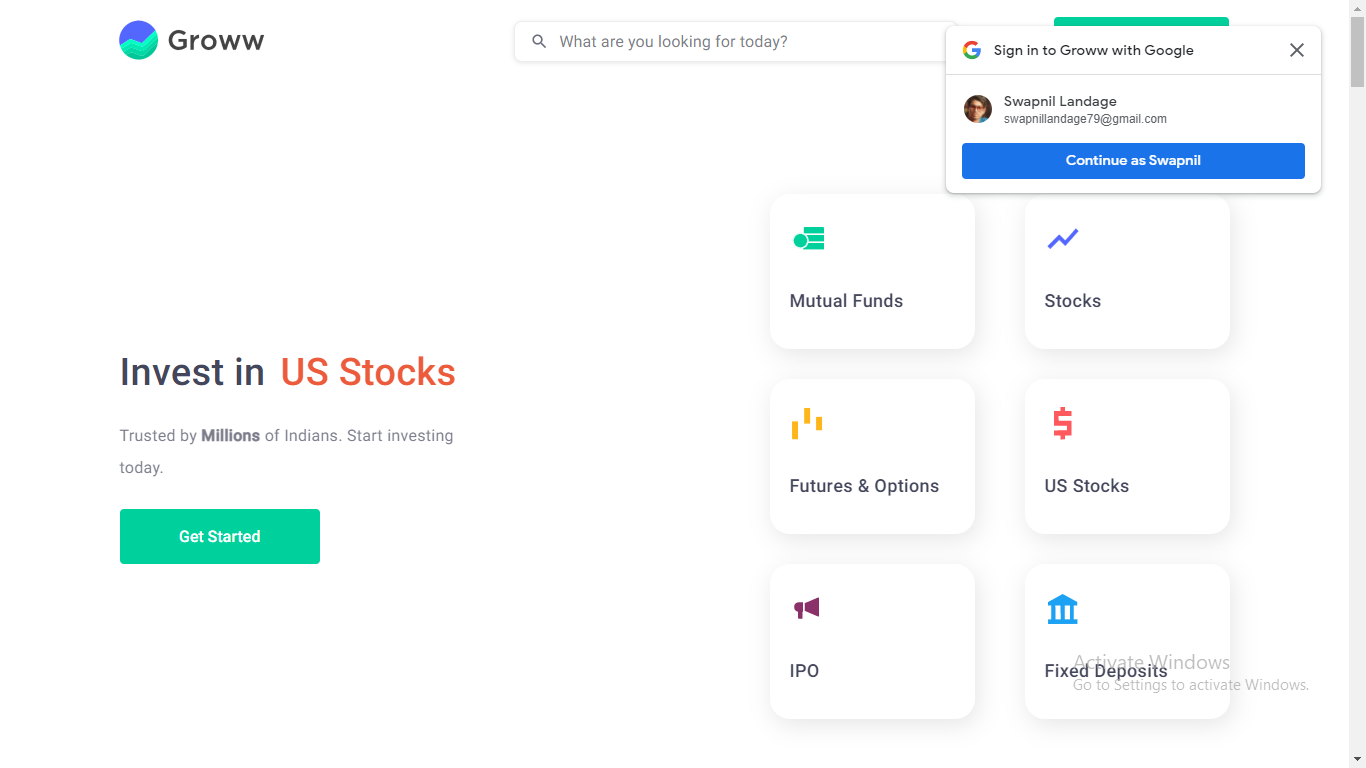 Groww
What are you looking for today?
Sign in to Groww with Google
Swapnil Landage
swapnillandage79@gmail.com
Continue as Swapnil
Mutual Funds
Stocks
Invest in US Stocks
Trusted by Millions of Indians. Start investing
today.
Get Started
Futures & Options
US Stocks
IPO
Fixed Deposits
Activate Windows
Go to Settings to activate Windows.